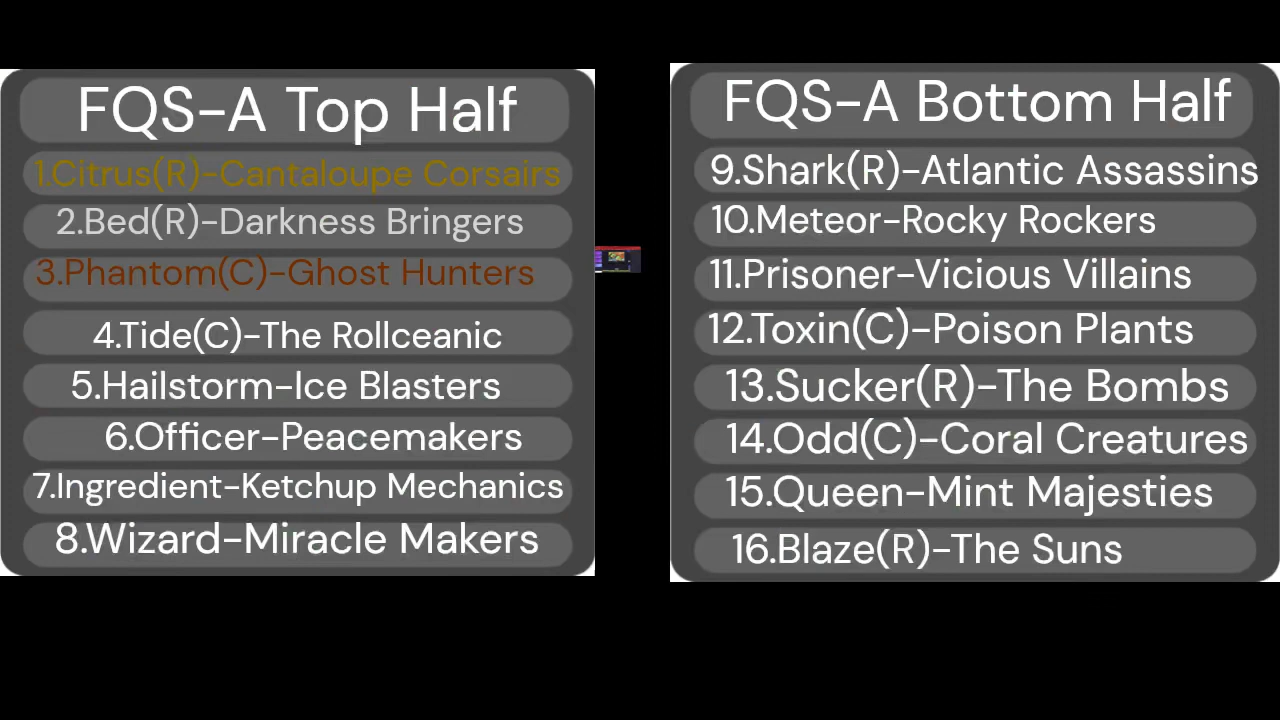 FQS-A Top Half
1.Citrus(R)-Cantaloupe Corsairs
2.Bed(R)-Darkness Bringers
3.Phantom(C)-Ghost Hunters
4.Tide(C)-The Rollceanic
5.Hailstorm-Ice Blasters
6.Officer-Peacemakers
7.Ingredient-Ketchup Mechanics
8.Wizard-Miracle Makers
FQS-A Bottom Half
9.Shark(R)-Atlantic Assassins
10.Meteor-Rocky Rockers
11.Prisoner-Vicious Villains
12.Toxin(C)-Poison Plants
13.Sucker(R)-The Bombs
14.Odd(C)-Coral Creatures
15.Queen-Mint Majesties
16.Blaze(R)-The Suns